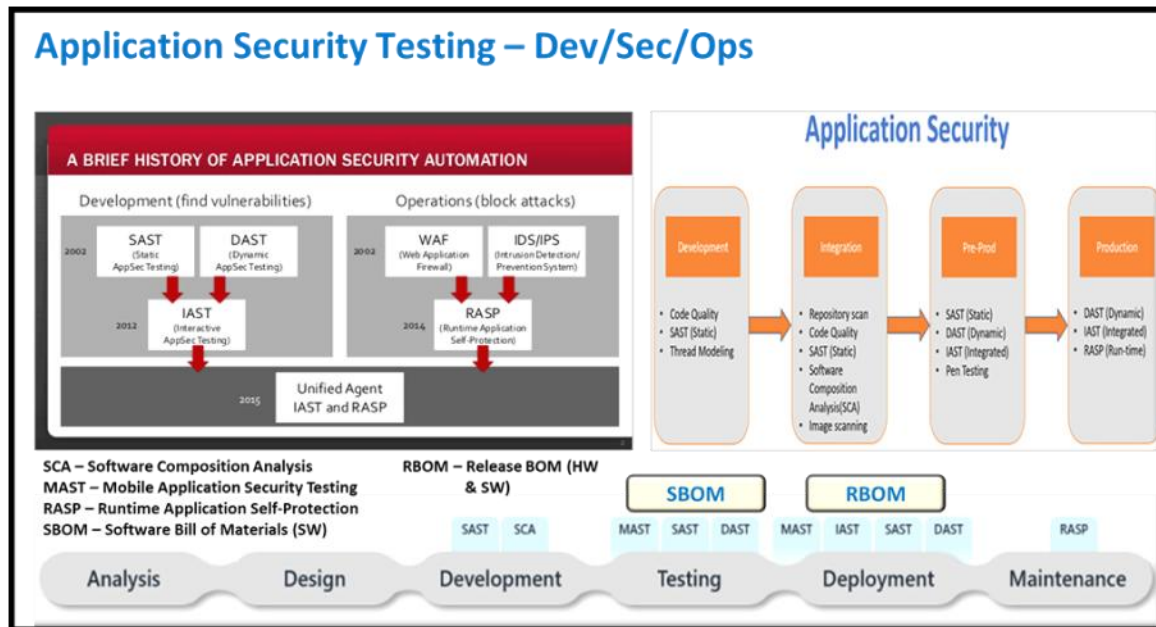 Application Security Testing – Dev/Sec/Ops
A BRIEF HISTORY OF APPLICATION SECURITY AUTOMATION
Development (find vulnerabilities)
Operations (block attacks)
2002
SAST
(Static
AppSec Testing)
DAST
(Dynamic
AppSec Testing)
2002
WAF
(Web Application
Firewall)
IDS/IPS
(Intrusion Detection/
Prevention System)
2012
IAST
(Interactive
AppSec Testing)
2014
RASP
(Runtime Application
Self-Protection)
2015
Unified Agent
IAST and RASP
Application Security
Development
• Code Quality
• SAST (Static)
• Thread Modeling
Integration
• Repository scan
• Code Quality
• SAST (Static)
• Software
Composition
Analysis(SCA)
• Image scanning
Pre-Prod
• SAST (Static)
• DAST (Dynamic)
• IAST (Integrated)
• Pen Testing
Production
• DAST (Dynamic)
• IAST (Integrated)
• RASP (Run-time)
SCA – Software Composition Analysis
MAST – Mobile Application Security Testing
RASP – Runtime Application Self-Protection
SBOM – Software Bill of Materials (SW)
RBOM – Release BOM (HW
& SW)
SBOM
RBOM
SAST
SCA
MAST
SAST
DAST
MAST
IAST
SAST
DAST
RASP
Analysis
Design
Development
Testing
Deployment
Maintenance